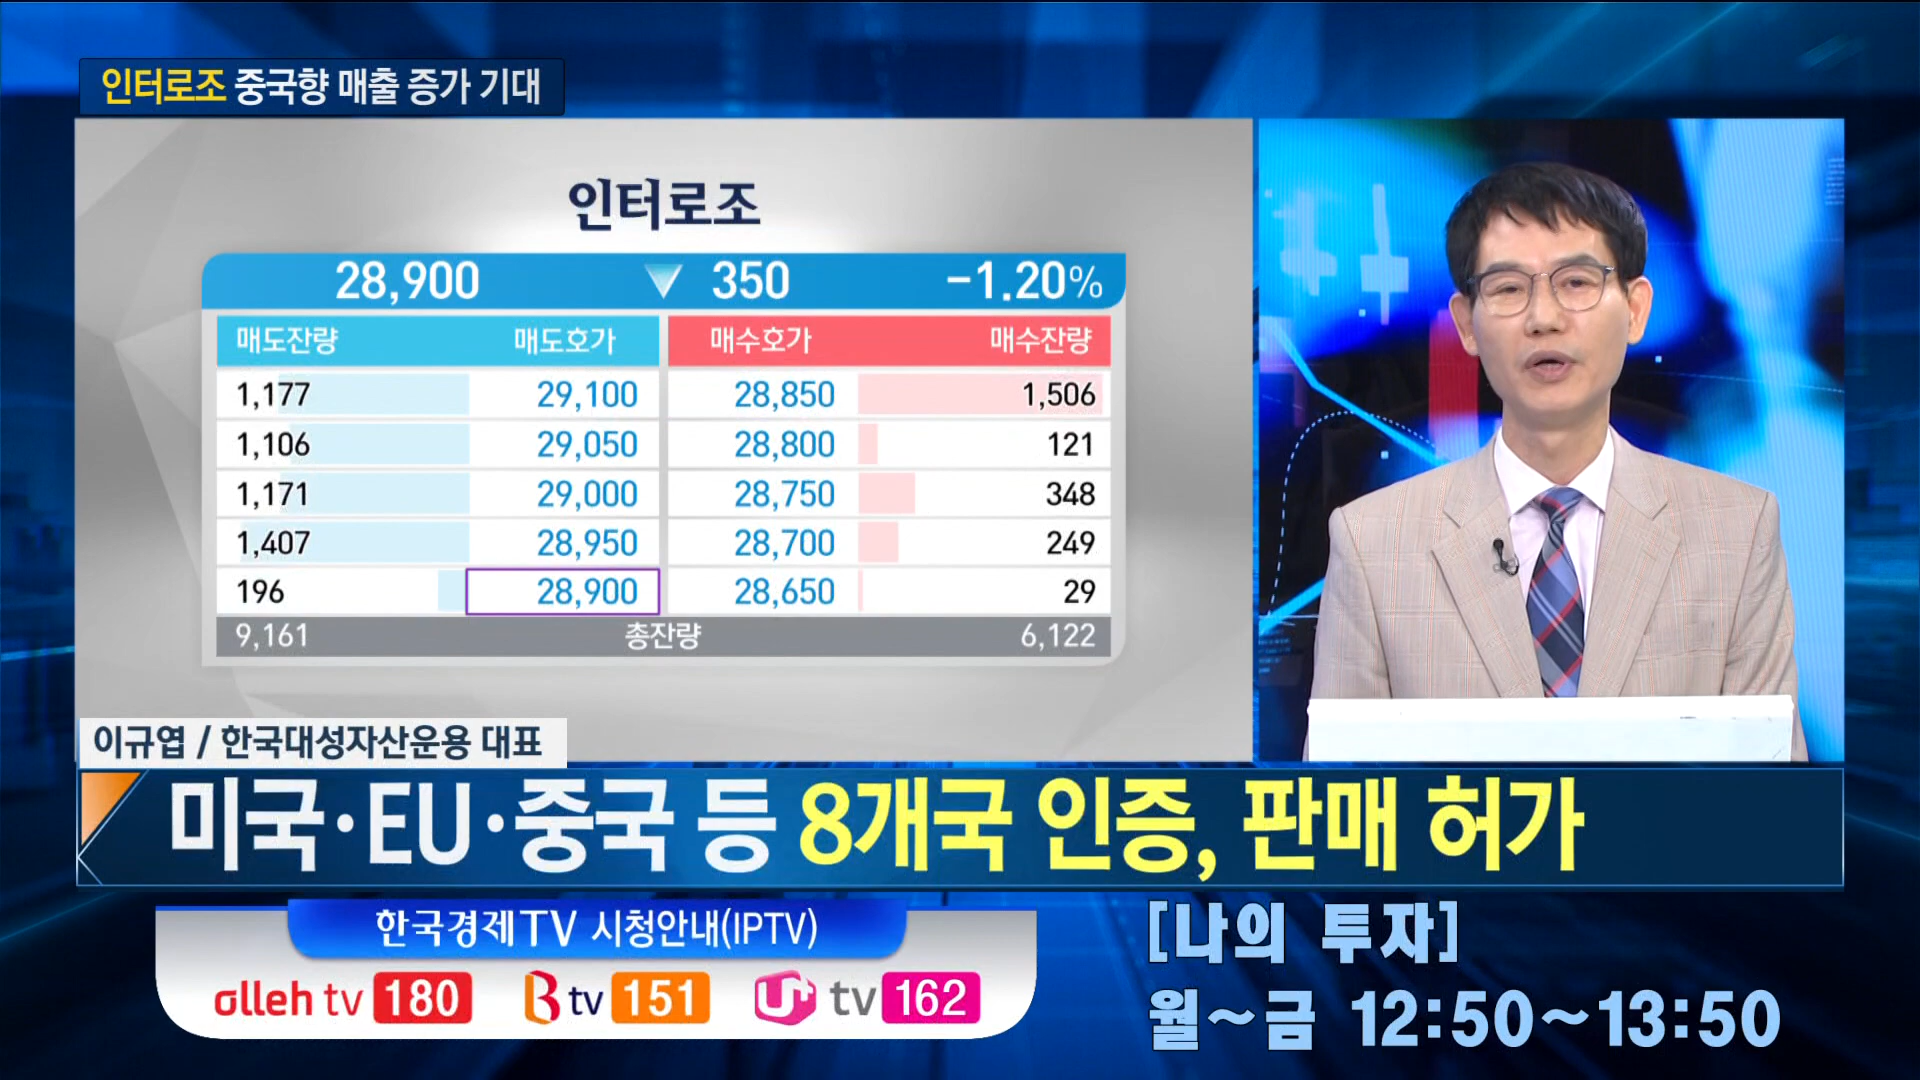 인터로조 중국향 매출 증가 기대
인터로조
28,900 ▼ 350 -1.20%
매도잔량 매도호가 매수호가 매수잔량
1,177 29,100 28,850 1,506
1,106 29,050 28,800 121
1,171 29,000 28,750 348
1,407 28,950 28,700 249
196 28,900 28,650 29
9,161 총잔량 6,122
이규엽 / 한국대성자산운용 대표
미국·EU·중국 등 8개국 인증, 판매 허가
한국경제TV 시청안내(IPTV)
olleh tv 180 B tv 151 U+ tv 162
[나의 투자]
월~금 12:50~13:50